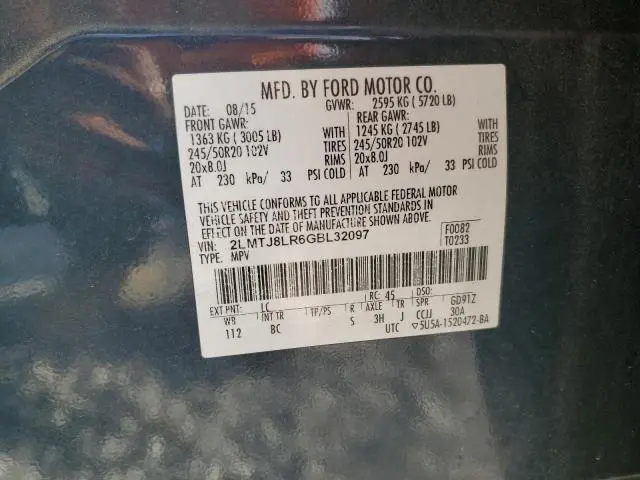 MFD. BY FORD MOTOR CO.
DATE: 08/15 GVWR: 2595 KG ( 5720 LB)
FRONT GAWR: REAR GAWR:
1363 KG ( 3005 LB) 1245 KG ( 2745 LB)
245/50R20 102V TIRES 245/50R20 102V TIRES
20x8.0J RIMS 20x8.0J RIMS
AT 230 kPa/ 33 PSI COLD AT 230 kPa/ 33 PSI COLD
THIS VEHICLE CONFORMS TO ALL APPLICABLE FEDERAL MOTOR
VEHICLE SAFETY AND THEFT PREVENTION STANDARDS IN
EFFECT ON THE DATE OF MANUFACTURE SHOWN ABOVE.
VIN: 2LMTJ8LR6GBL32097 F0082
TYPE: MPV T0233
EXT PNT: LC RC: 45 DSO:
WB INT TR TP/PS R AXLE TR SPR GD91Z
112 BC S 3H J CCJJ 30A
UTC ▽5U5A-1520472-BA